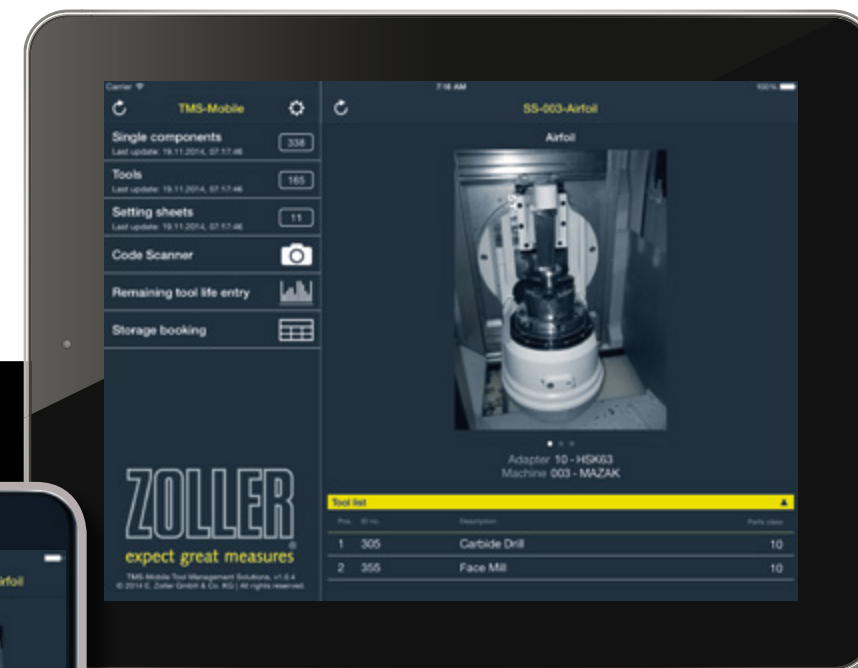 Carrier
7:18 AM
100%
TMS-Mobile
SS-003-Airfoil
Single components
Last update: 19.11.2014, 07:17:46
338
Tools
Last update: 19.11.2014, 07:17:46
165
Setting sheets
Last update: 19.11.2014, 07:17:46
11
Code Scanner
Remaining tool life entry
Storage booking
Airfoil
Adapter 10 - HSK63
Machine 003 - MAZAK
Tool list
Pos. ID no. Description Parts class
1 305 Carbide Drill 10
2 355 Face Mill 10
ZOLLER®
expect great measures
TMS-Mobile Tool Management Solutions, v1.0.4
© 2014 E. Zoller GmbH & Co. KG | All rights reserved.
irfoil